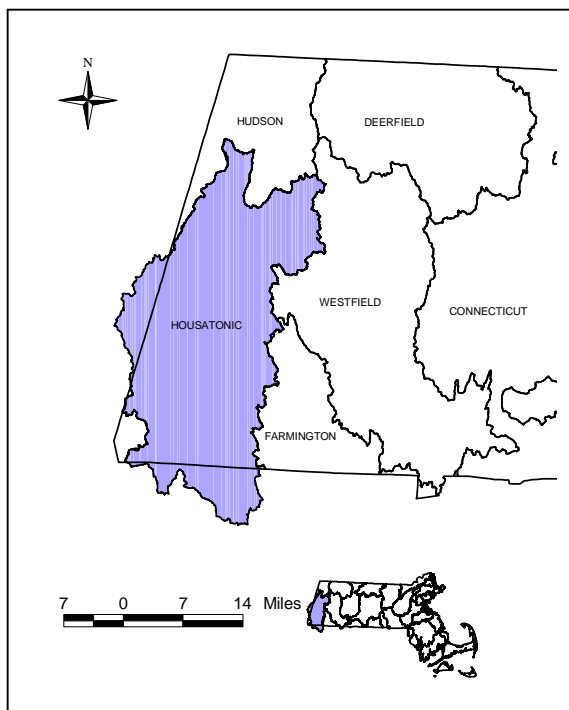 N
HUDSON
DEERFIELD
WESTFIELD
CONNECTICUT
HOUSATONIC
FARMINGTON
7 0 7 14 Miles